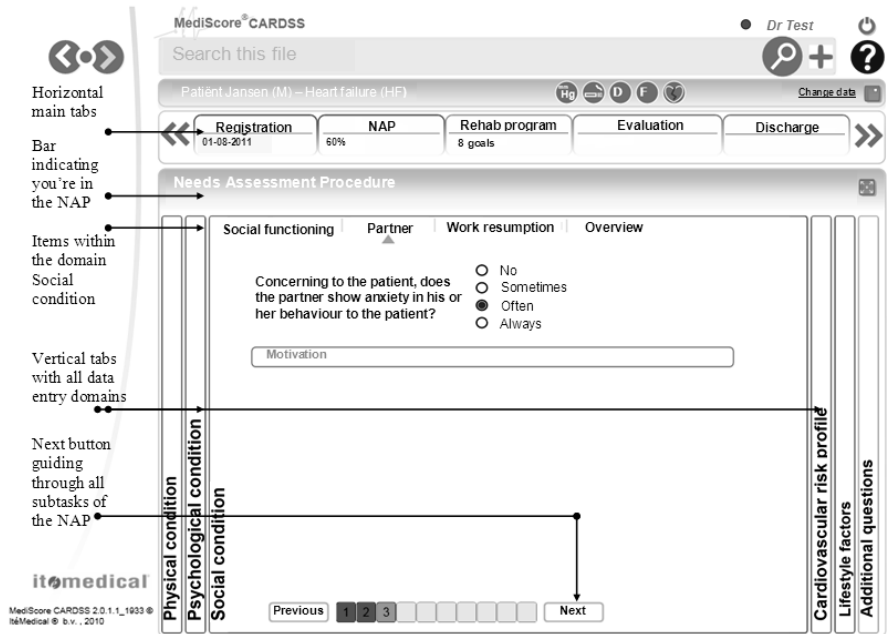 MediScore®CARDSS
Dr Test
Search this file
Patiënt Jansen (M) – Heart failure (HF)
mm Hg D F
Change data
Horizontal
main tabs
Registration NAP Rehab program Evaluation Discharge
01-08-2011 60% 8 goals
Bar
indicating
you’re in
the NAP
Needs Assessment Procedure
Items within
the domain
Social
condition
Social functioning Partner Work resumption Overview
Concerning to the patient, does
the partner show anxiety in his or
her behaviour to the patient?
No
Sometimes
Often
Always
Motivation
Vertical tabs
with all data
entry domains
Next button
guiding
through all
subtasks of
the NAP
Physical condition
Psychological condition
Social condition
Cardiovascular risk profile
Lifestyle factors
Additional questions
Previous 1 2 3 Next
itémedical
MediScore CARDSS 2.0.1.1_1933 ©
ItéMedical ® b.v. , 2010